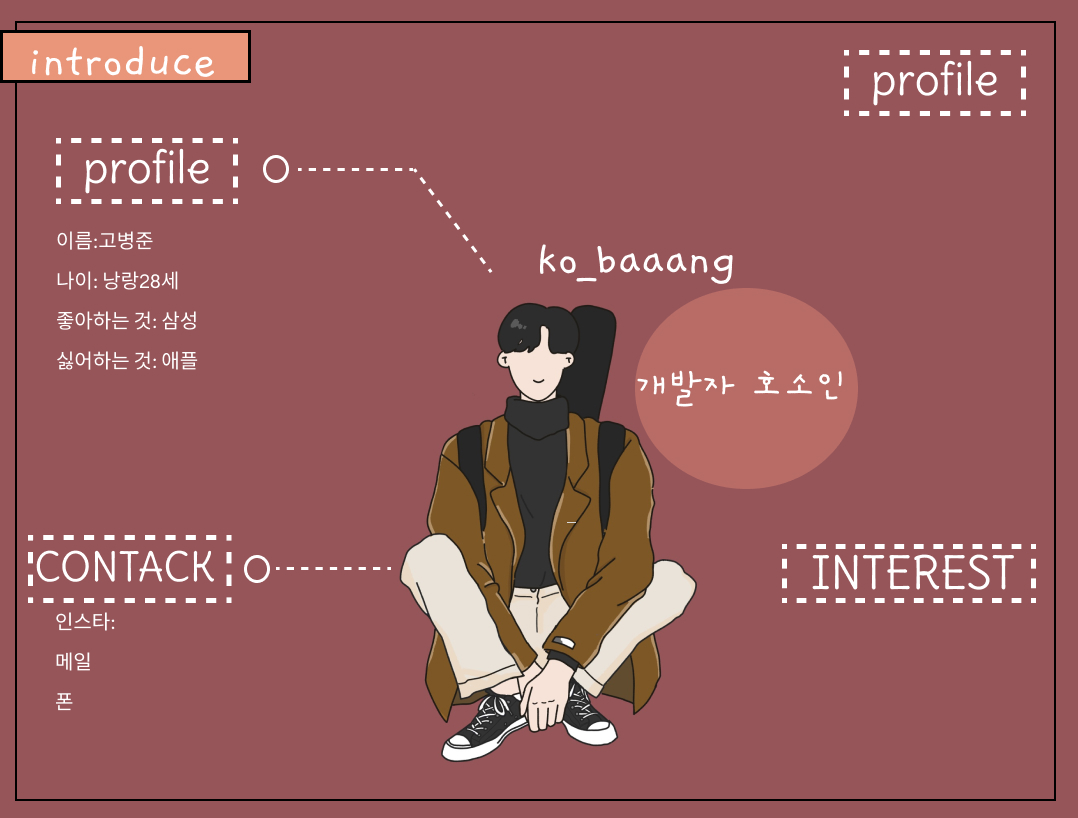 introduce
profile
profile
이름:고병준
나이: 낭랑28세
좋아하는 것: 삼성
싫어하는 것: 애플
ko_baaang
개발자 호소인
CONTACK
인스타:
메일
폰
INTEREST